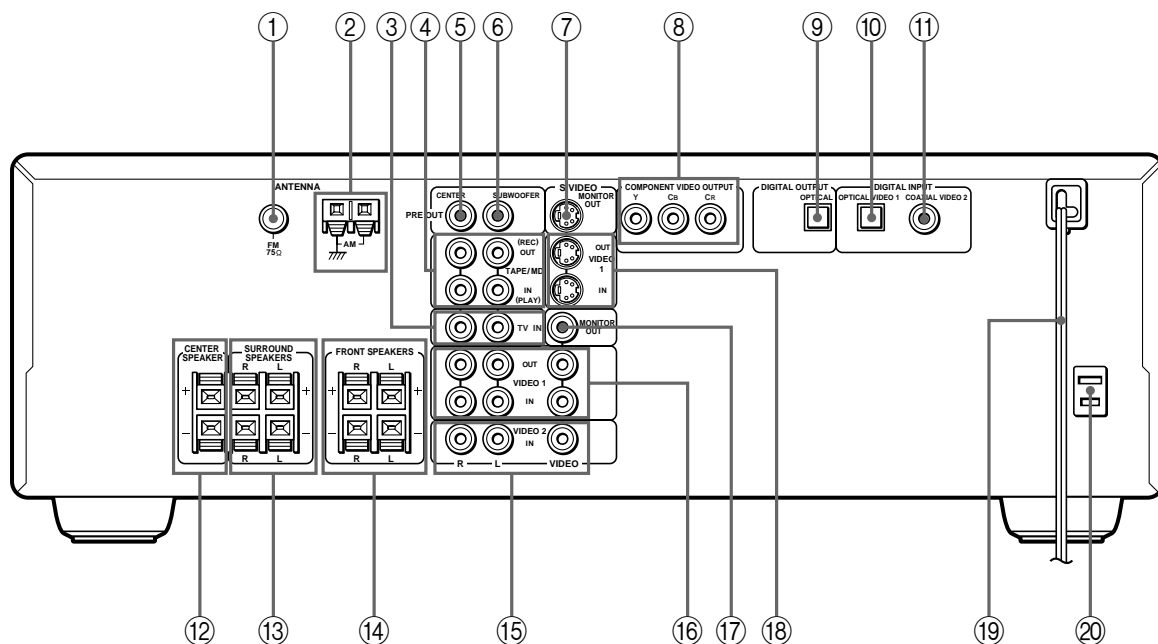 ① ② ③ ④ ⑤ ⑥ ⑦ ⑧ ⑨ ⑩ ⑪
ANTENNA
FM
75Ω
AM
CENTER SUBWOOFER
PRE OUT
S VIDEO
MONITOR
OUT
COMPONENT VIDEO OUTPUT
Y CB CR
DIGITAL OUTPUT
OPTICAL
DIGITAL INPUT
OPTICAL VIDEO 1 COAXIAL VIDEO 2
(REC)
OUT
TAPE/MD
IN
(PLAY)
OUT
VIDEO
1
IN
TV IN
MONITOR
OUT
OUT
VIDEO 1
IN
VIDEO 2
IN
R L VIDEO
CENTER
SPEAKER
+
–
SURROUND
SPEAKERS
R L
+
–
R L
FRONT SPEAKERS
R L
+ +
– –
R L
⑫ ⑬ ⑭ ⑮ ⑯ ⑰ ⑱ ⑲ ⑳